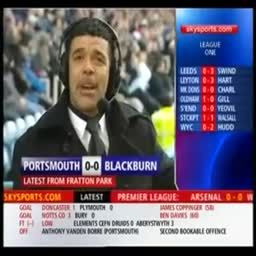 skysports.com
LEAGUE
ONE
LEEDS 0-3 SWIND
LEYTON 0-3 HART
MK DONS 0-0 CHARL
OLDHAM 1-0 GILL
S'END 0-0 YEOVIL
STCKPT 1-1 WALSALL
WYC 0-2 HUDD
PORTSMOUTH 0-0 BLACKBURN
LATEST FROM FRATTON PARK
SKYSPORTS.COM LATEST PREMIER LEAGUE: ARSENAL 0-0 W
GOAL DONCASTER 1 PLYMOUTH 0 JAMES COPPINGER (58)
GOAL NOTTS CO 3 BURY 0 BEN DAVIES (60)
FT (-) LOW ELEMENTS CEFN DRUIDS 0 ABERYSTWYTH 3
OFF ANTHONY VANDEN BORRE (PORTSMOUTH) SECOND BOOKABLE OFFENCE